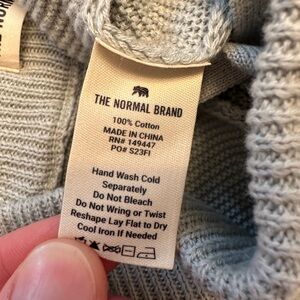 THE NORMAL BRAND
100% Cotton
MADE IN CHINA
RN# 149447
PO# S23FI
Hand Wash Cold
Separately
Do Not Bleach
Do Not Wring or Twist
Reshape Lay Flat to Dry
Cool Iron If Needed